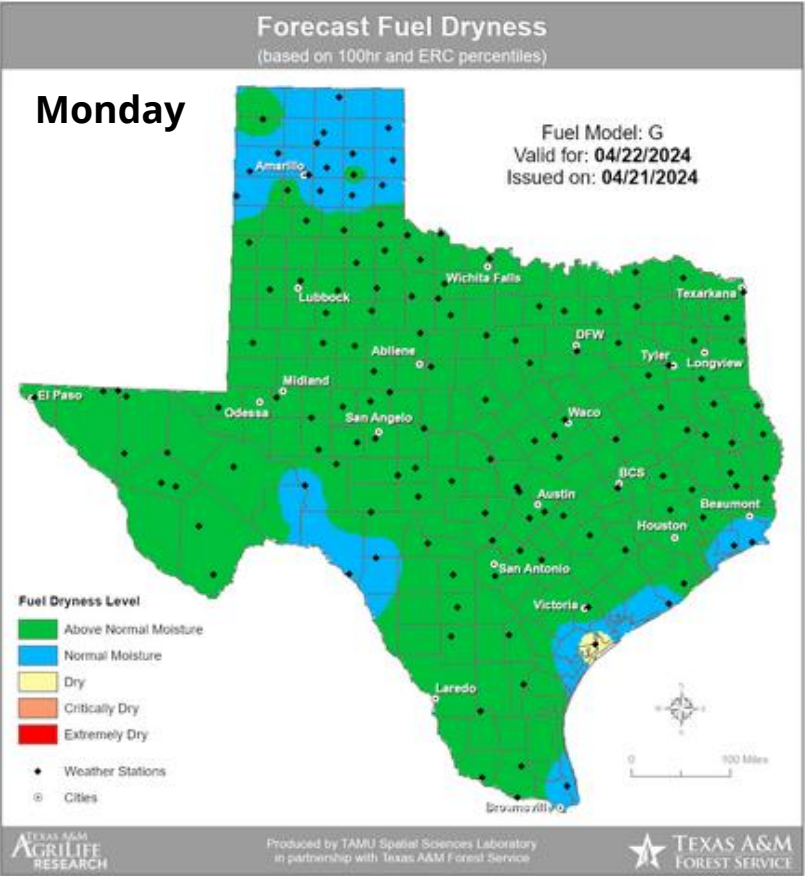 Forecast Fuel Dryness
(based on 100hr and ERC percentiles)
Monday
Fuel Model: G
Valid for: 04/22/2024
Issued on: 04/21/2024
Amarillo
Wichita Falls
Texarkana
Lubbock
DFW
Abilene
Tyler
Longview
Midland
El Paso
Odessa
San Angelo
Waco
BCS
Austin
Beaumont
Houston
San Antonio
Victoria
Laredo
Brownsville
Fuel Dryness Level
Above Normal Moisture
Normal Moisture
Dry
Critically Dry
Extremely Dry
Weather Stations
Cities
0 100 Miles
TEXAS A&M
AGRILIFE
RESEARCH
Produced by TAMU Spatial Sciences Laboratory
in partnership with Texas A&M Forest Service
TEXAS A&M
FOREST SERVICE